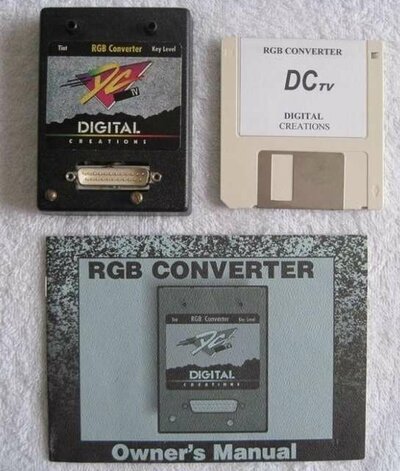 Tint RGB Converter Key Level
DC TV
DIGITAL
CREATIONS
RGB CONVERTER
DCTV
DIGITAL
CREATIONS
RGB CONVERTER
Tint RGB Converter Key Level
DC TV
DIGITAL
CREATIONS
Owner's Manual